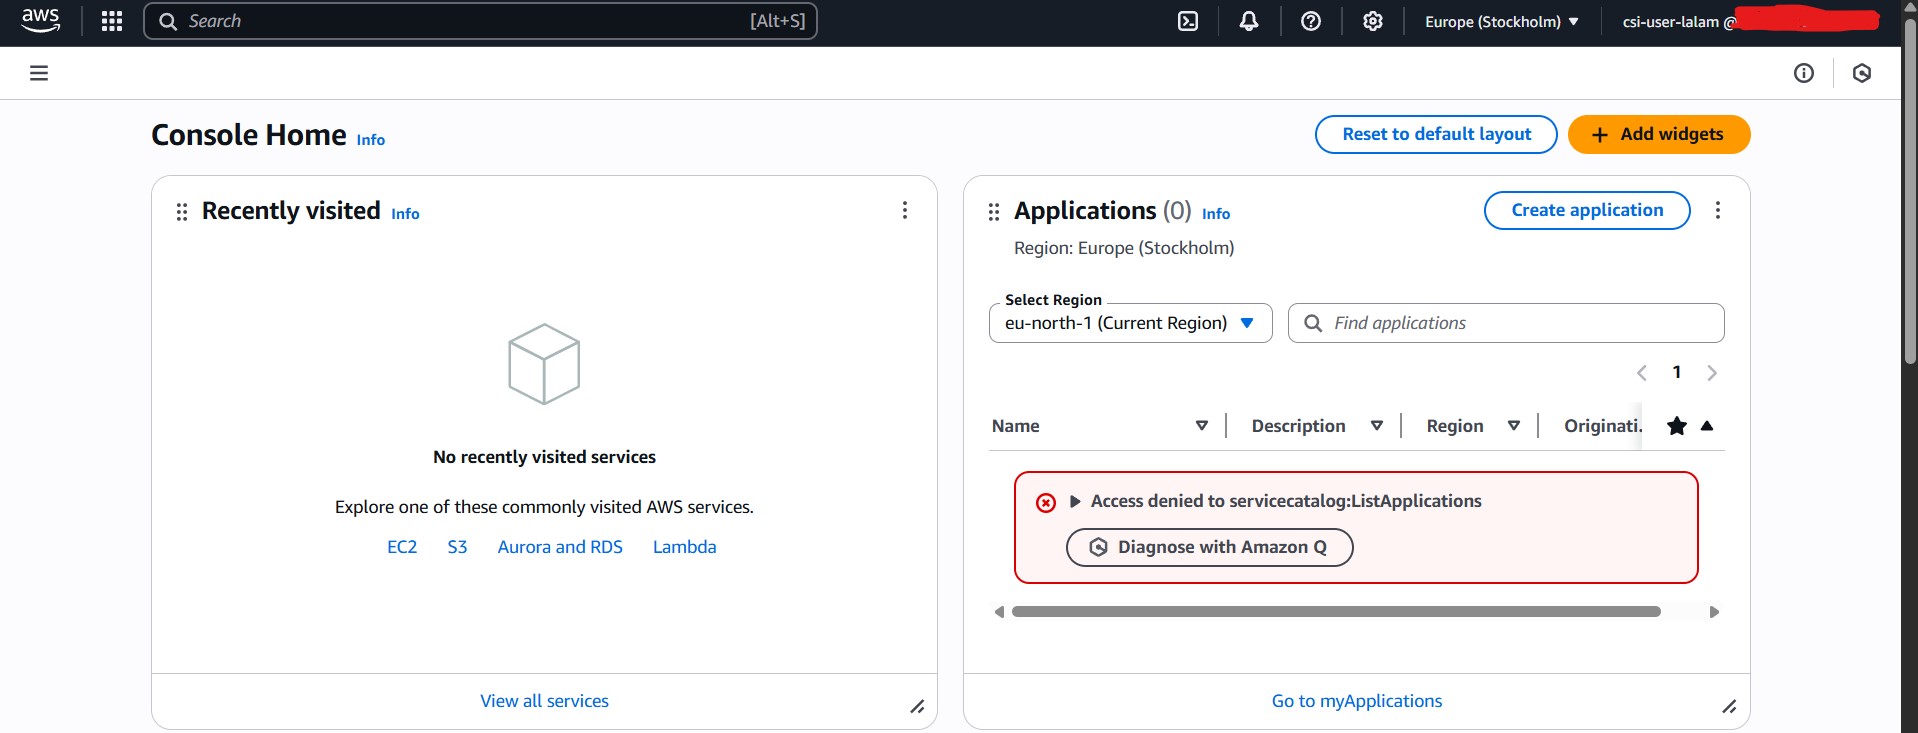 aws
Search [Alt+S]
Europe (Stockholm)
csi-user-lalam @
Console Home Info
Reset to default layout
Add widgets
Recently visited Info
No recently visited services
Explore one of these commonly visited AWS services.
EC2 S3 Aurora and RDS Lambda
View all services
Applications (0) Info
Create application
Region: Europe (Stockholm)
Select Region
eu-north-1 (Current Region)
Find applications
1
Name Description Region Originati.
Access denied to servicecatalog:ListApplications
Diagnose with Amazon Q
Go to myApplications